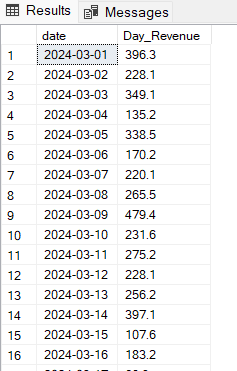 Results Messages
date Day_Revenue
1 2024-03-01 396.3
2 2024-03-02 228.1
3 2024-03-03 349.1
4 2024-03-04 135.2
5 2024-03-05 338.5
6 2024-03-06 170.2
7 2024-03-07 220.1
8 2024-03-08 265.5
9 2024-03-09 479.4
10 2024-03-10 231.6
11 2024-03-11 275.2
12 2024-03-12 228.1
13 2024-03-13 256.2
14 2024-03-14 397.1
15 2024-03-15 107.6
16 2024-03-16 183.2